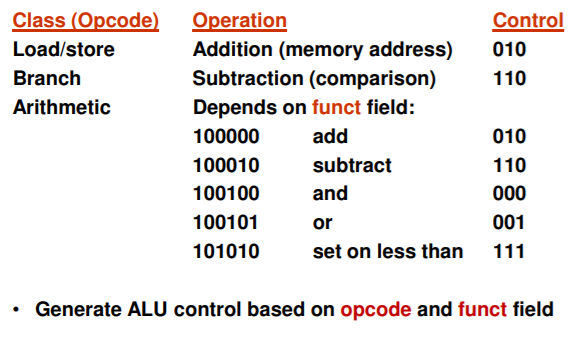 Class (Opcode) Operation Control
Load/store Addition (memory address) 010
Branch Subtraction (comparison) 110
Arithmetic Depends on funct field:
100000 add 010
100010 subtract 110
100100 and 000
100101 or 001
101010 set on less than 111
• Generate ALU control based on opcode and funct field